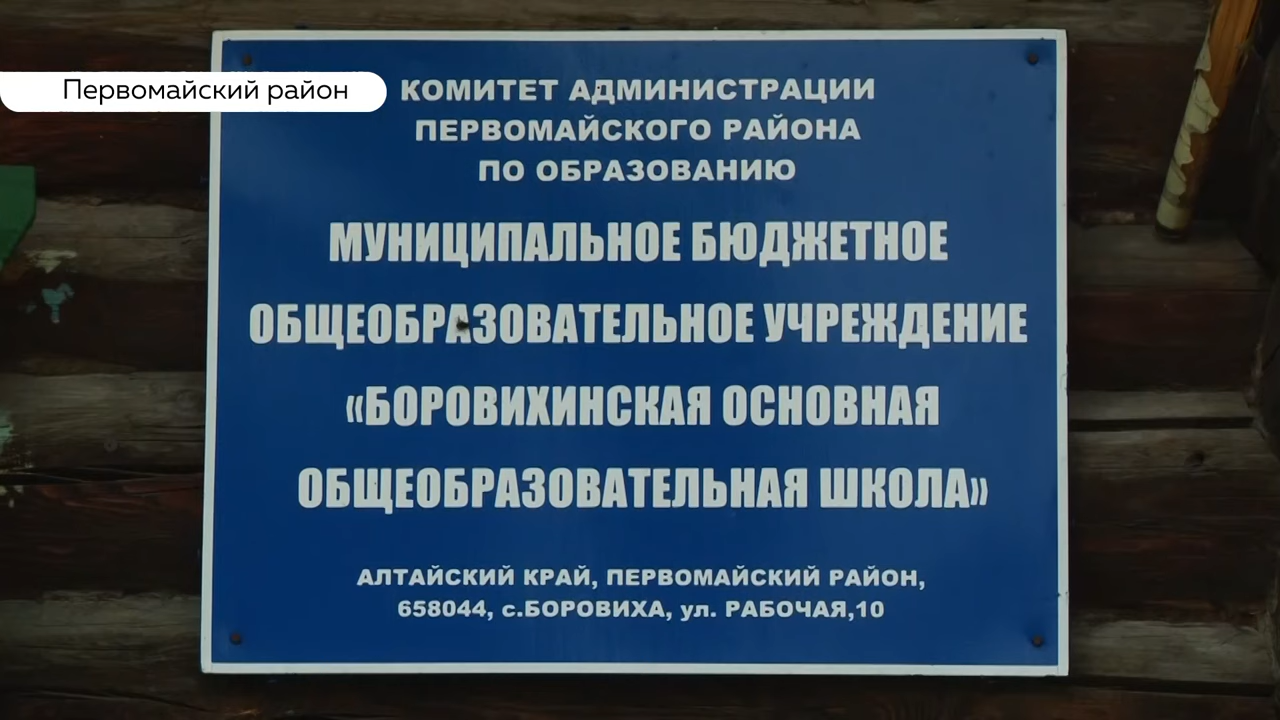 Первомайский район
КОМИТЕТ АДМИНИСТРАЦИИ
ПЕРВОМАЙСКОГО РАЙОНА
ПО ОБРАЗОВАНИЮ
МУНИЦИПАЛЬНОЕ БЮДЖЕТНОЕ
ОБЩЕОБРАЗОВАТЕЛЬНОЕ УЧРЕЖДЕНИЕ
«БОРОВИХИНСКАЯ ОСНОВНАЯ
ОБЩЕОБРАЗОВАТЕЛЬНАЯ ШКОЛА»
АЛТАЙСКИЙ КРАЙ, ПЕРВОМАЙСКИЙ РАЙОН,
658044, с.БОРОВИХА, ул. РАБОЧАЯ,10